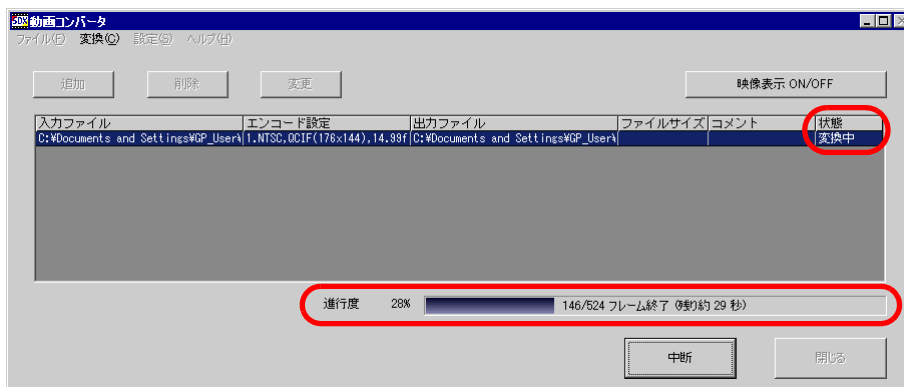 SDX 動画コンバータ
ファイル(F) 変換(C) 設定(S) ヘルプ(H)
追加 削除 変更 映像表示 ON/OFF
入力ファイル エンコード設定 出力ファイル ファイルサイズ コメント 状態
C:¥Documents and Settings¥GP_User¥ 1.NTSC,QCIF(176x144),14.99f C:¥Documents and Settings¥GP_User¥ 変換中
進行度 28% 146/524 フレーム終了 (残り約 29 秒)
中断 閉じる